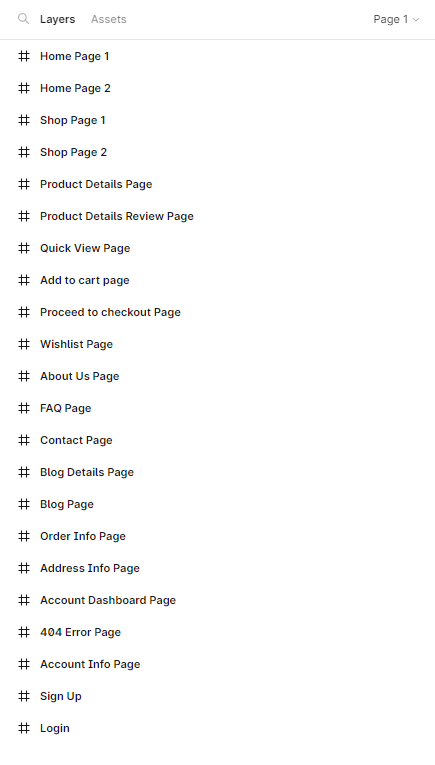 Layers Assets Page 1
Home Page 1
Home Page 2
Shop Page 1
Shop Page 2
Product Details Page
Product Details Review Page
Quick View Page
Add to cart page
Proceed to checkout Page
Wishlist Page
About Us Page
FAQ Page
Contact Page
Blog Details Page
Blog Page
Order Info Page
Address Info Page
Account Dashboard Page
404 Error Page
Account Info Page
Sign Up
Login